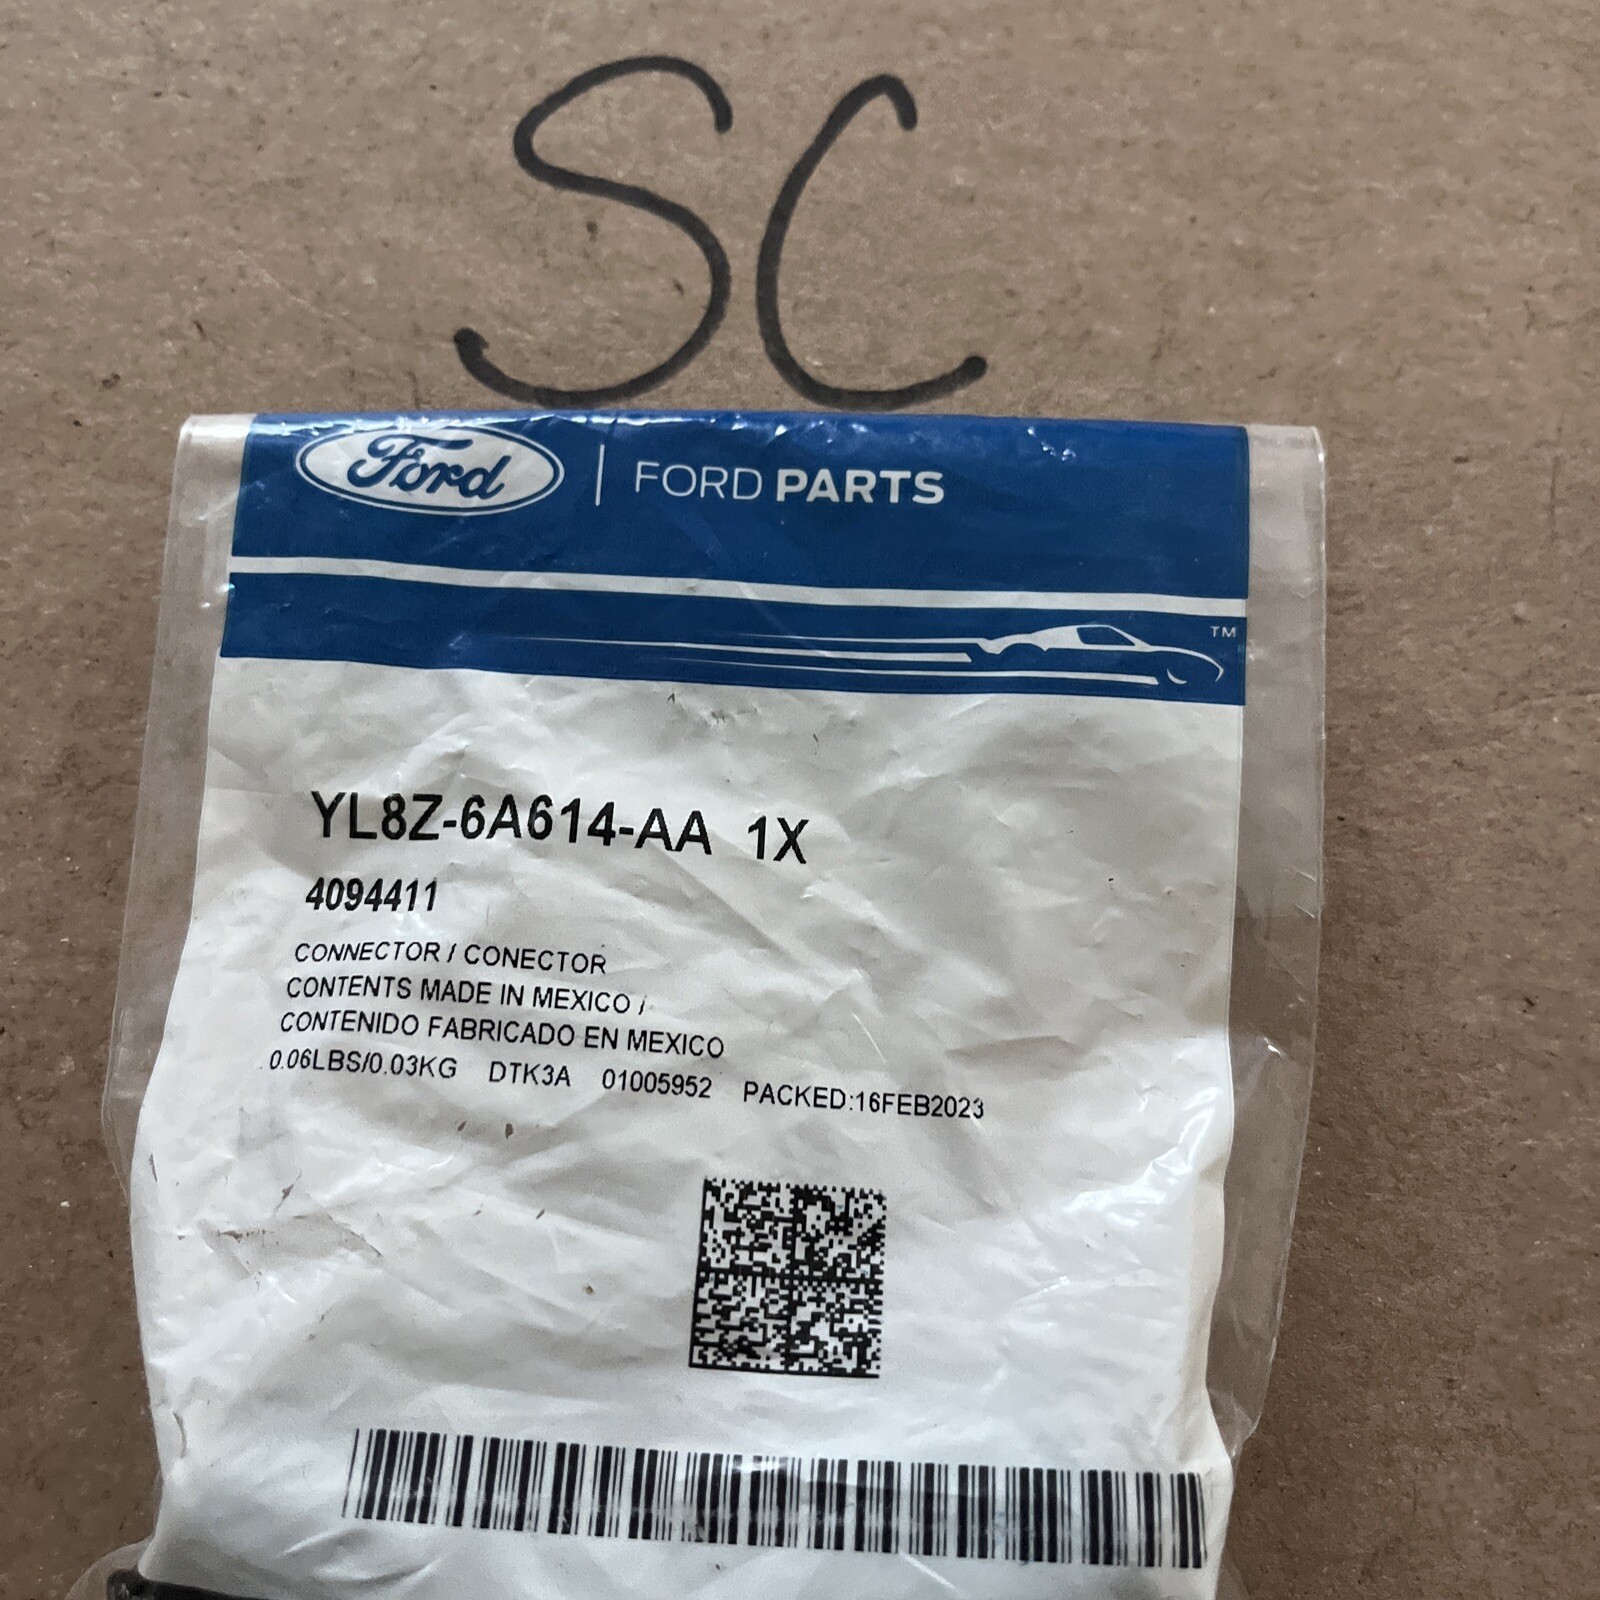 SC
Ford | FORD PARTS
TM
YL8Z-6A614-AA 1X
4094411
CONNECTOR / CONECTOR
CONTENTS MADE IN MEXICO /
CONTENIDO FABRICADO EN MEXICO
0.06LBS/0.03KG DTK3A 01005952 PACKED:16FEB2023